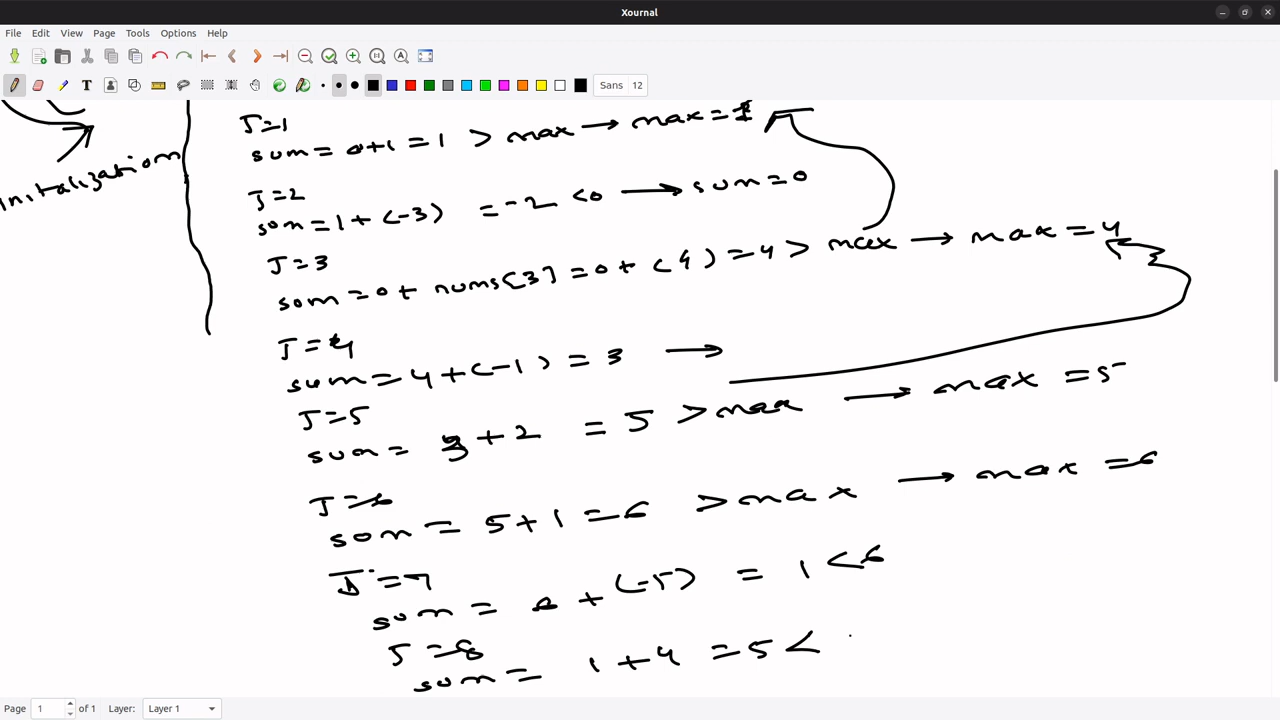 Xournal
File Edit View Page Tools Options Help
Sans 12
Initalization
J=1
sum = 0+1 = 1 > max → max = 1
J=2
sum = 1 + (-3) = -2 <0 → sum = 0
J=3
sum = 0 + nums[3] = 0 + (4) = 4 > max → max = 4
J=4
sum = 4 + (-1) = 3 →
J=5
sum = 3 + 2 = 5 > max → max = 5
J=6
sum = 5+1 = 6 > max → max = 6
J=7
sum = 6 + (-5) = 1 < 6
J=8
sum = 1 + 4 = 5 <
Page 1 of 1 Layer: Layer 1